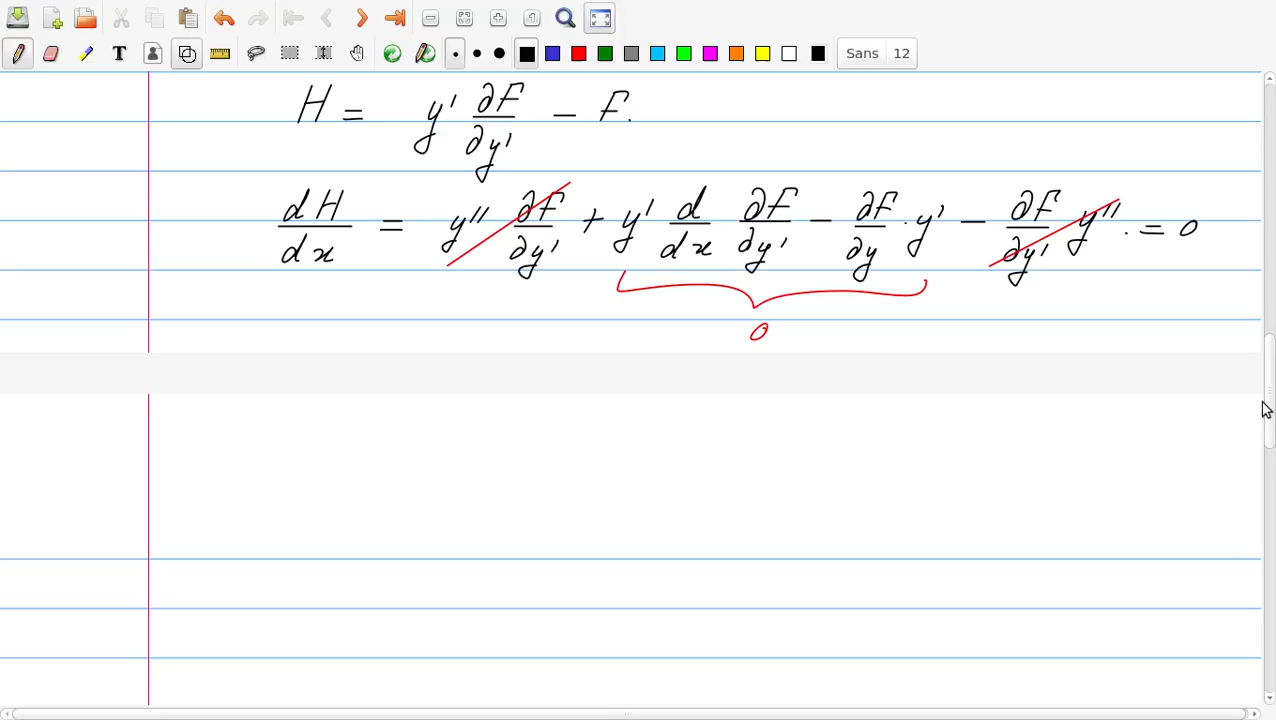 Sans 12
H = y' ∂F/∂y' − F.
dH/dx = y'' ∂F/∂y' + y' d/dx ∂F/∂y' − ∂F/∂y · y' − ∂F/∂y' y'' . = 0
0